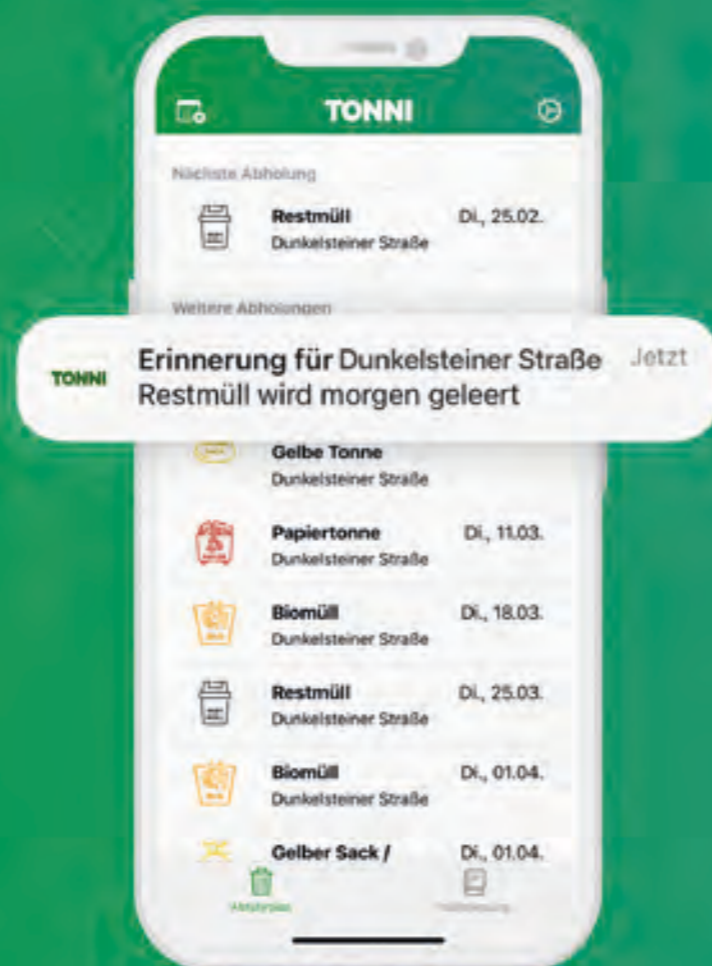 TONNI
Nächste Abholung
Restmüll Di., 25.02.
Dunkelsteiner Straße
Weitere Abholungen
TONNI
Erinnerung für Dunkelsteiner Straße Jetzt
Restmüll wird morgen geleert
Gelbe Tonne
Dunkelsteiner Straße
Papiertonne Di., 11.03.
Dunkelsteiner Straße
Biomüll Di., 18.03.
Dunkelsteiner Straße
Restmüll Di., 25.03.
Dunkelsteiner Straße
Biomüll Di., 01.04.
Dunkelsteiner Straße
Gelber Sack / Di., 01.04.